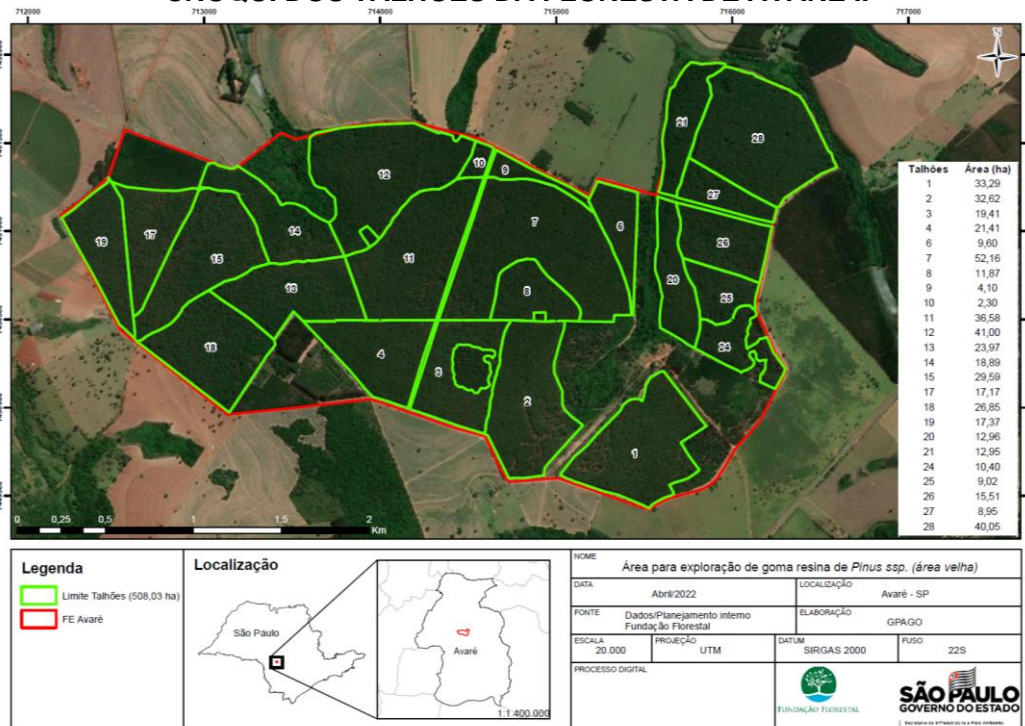 712000 713000 714000 715000 716000 717000
N
21
28
10
9
12
27
7
6
19
17
14
15
11
26
20
13
8
25
18
4
3
24
2
1
Talhões Área (ha)
1 33,29
2 32,62
3 19,41
4 21,41
6 9,60
7 52,16
8 11,87
9 4,10
10 2,30
11 36,58
12 41,00
13 23,97
14 18,89
15 29,59
17 17,17
18 26,85
19 17,37
20 12,96
21 12,95
24 10,40
25 9,02
26 15,51
27 8,95
28 40,05
0 0,25 0,5 1 1,5 2
Km
Legenda
Limite Talhões (508,03 ha)
FE Avaré
Localização
São Paulo
Avaré
1:1.400.000
NOME
Área para exploração de goma resina de Pinus ssp. (área velha)
DATA
Abril/2022
LOCALIZAÇÃO
Avaré - SP
FONTE
Dados/Planejamento interno
Fundação Florestal
ELABORAÇÃO
GPAGO
ESCALA
20.000
PROJEÇÃO
UTM
DATUM
SIRGAS 2000
FUSO
22S
PROCESSO DIGITAL
FUNDAÇÃO FLORESTAL
SÃO PAULO
GOVERNO DO ESTADO